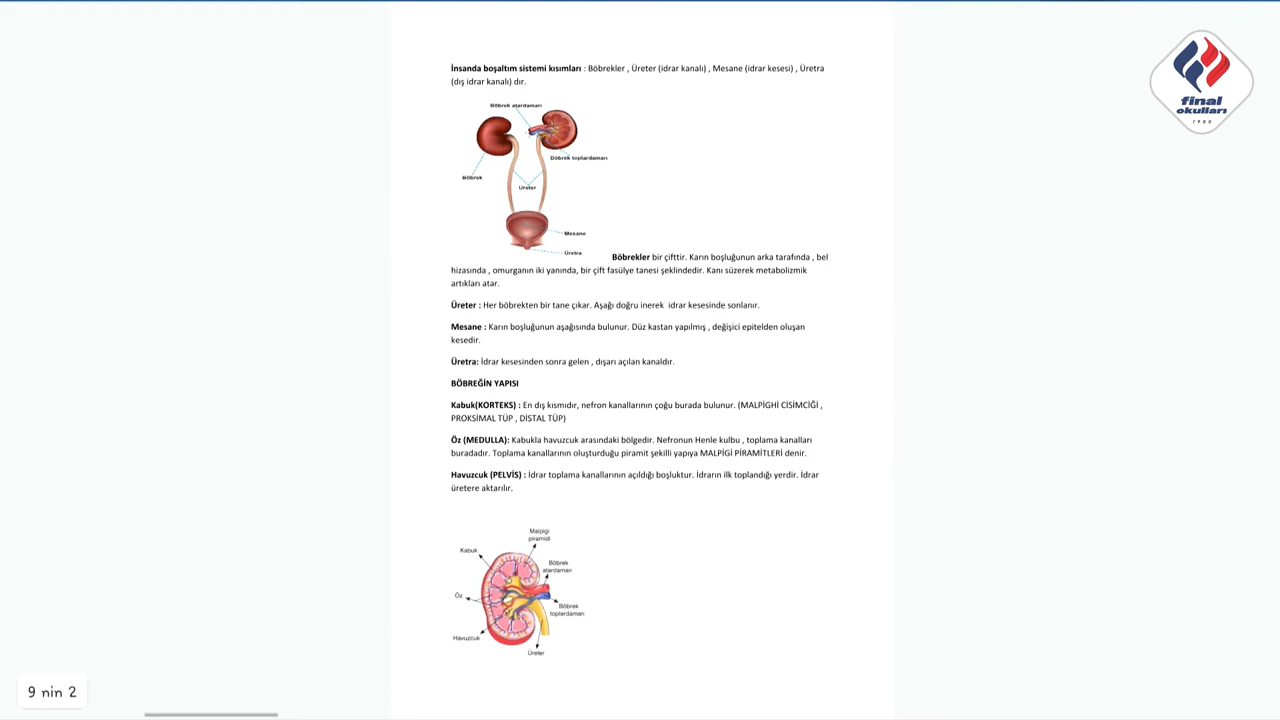 İnsanda boşaltım sistemi kısımları : Böbrekler , Üreter (idrar kanalı) , Mesane (idrar kesesi) , Üretra
(dış idrar kanalı) dır.
Böbrek atardamarı
Böbrek toplardamarı
Böbrek
Üreter
Mesane
Üretra
Böbrekler bir çifttir. Karın boşluğunun arka tarafında , bel
hizasında , omurganın iki yanında, bir çift fasülye tanesi şeklindedir. Kanı süzerek metabolizmik
artıkları atar.
Üreter : Her böbrekten bir tane çıkar. Aşağı doğru inerek idrar kesesinde sonlanır.
Mesane : Karın boşluğunun aşağısında bulunur. Düz kastan yapılmış , değişici epitelden oluşan
kesedir.
Üretra: İdrar kesesinden sonra gelen , dışarı açılan kanaldır.
BÖBREĞİN YAPISI
Kabuk(KORTEKS) : En dış kısmıdır, nefron kanallarının çoğu burada bulunur. (MALPİGHİ CİSİMCİĞİ ,
PROKSİMAL TÜP , DİSTAL TÜP)
Öz (MEDULLA): Kabukla havuzcuk arasındaki bölgedir. Nefronun Henle kulbu , toplama kanalları
buradadır. Toplama kanallarının oluşturduğu piramit şekilli yapıya MALPİGİ PİRAMİTLERİ denir.
Havuzcuk (PELVİS) : İdrar toplama kanallarının açıldığı boşluktur. İdrarın ilk toplandığı yerdir. İdrar
üretere aktarılır.
Malpigi
piramidi
Kabuk
Böbrek
atardamarı
Öz
Böbrek
toplardamarı
Havuzcuk
Üreter
final
okulları
1980
9 nin 2